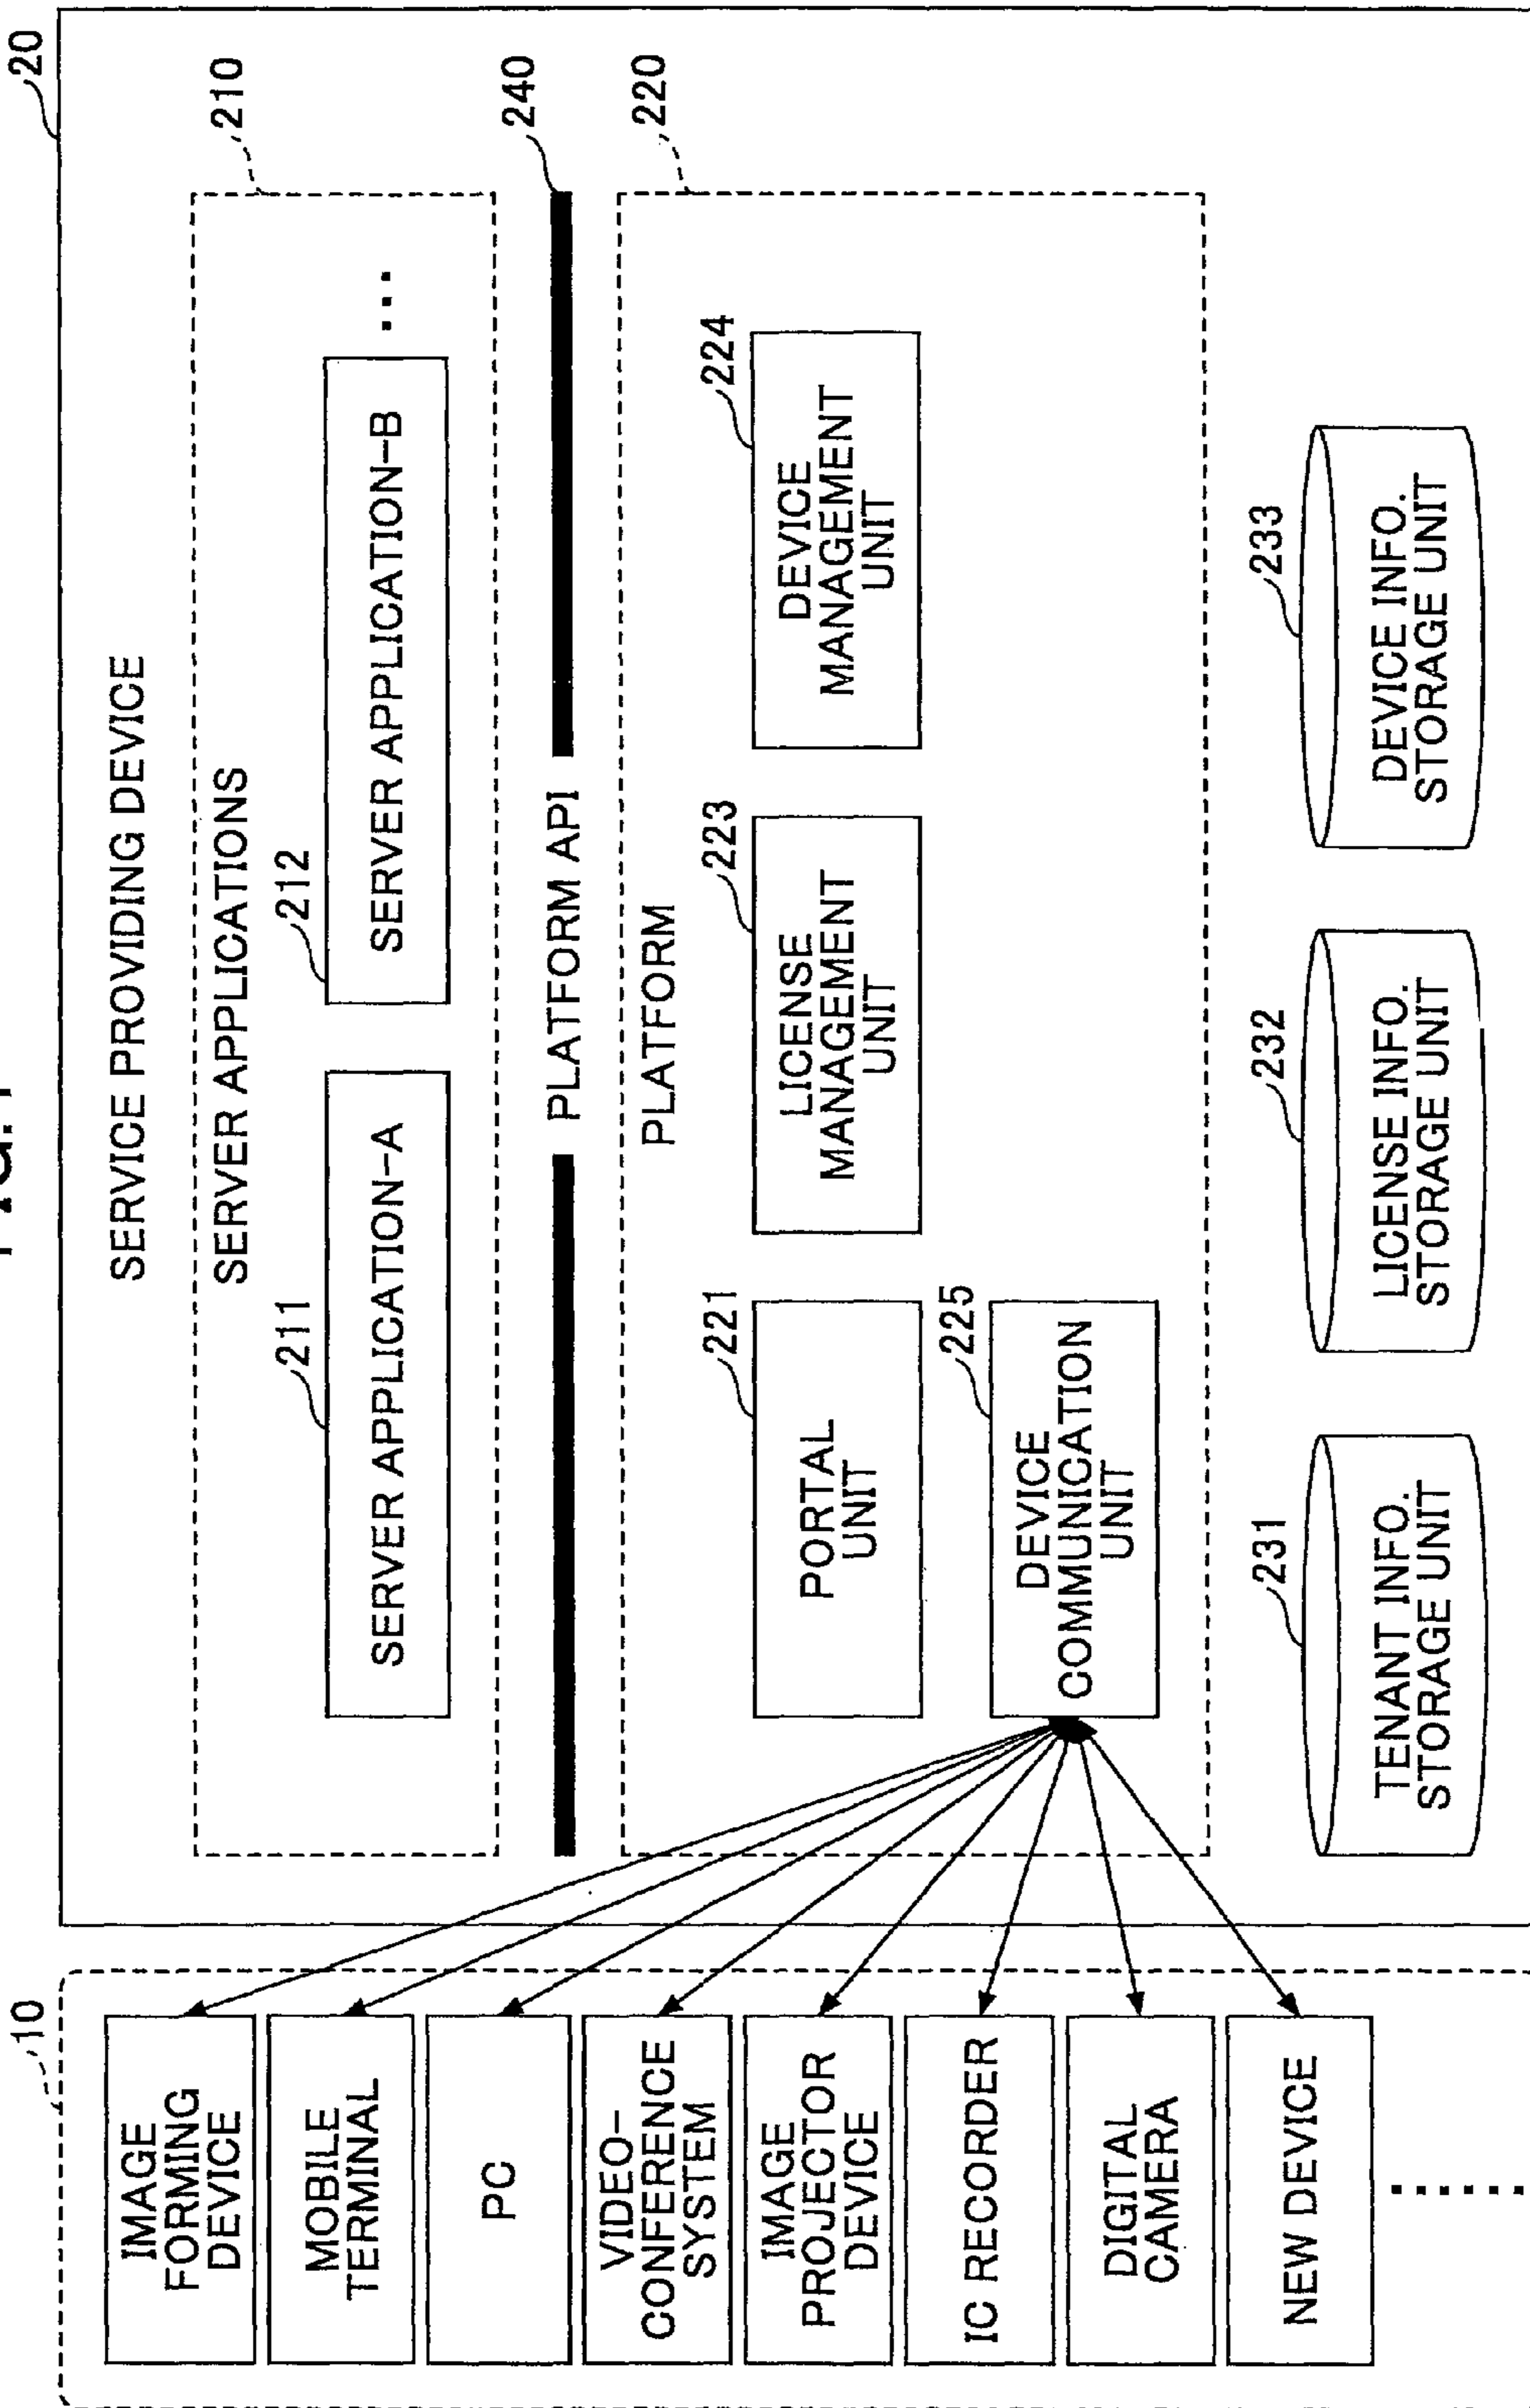 10
IMAGE
FORMING
DEVICE
MOBILE
TERMINAL
PC
VIDEO-
CONFERENCE
SYSTEM
IMAGE
PROJECTOR
DEVICE
IC RECORDER
DIGITAL
CAMERA
NEW DEVICE
20
SERVICE PROVIDING DEVICE
210
SERVER APPLICATIONS
211
SERVER APPLICATION-A
212
SERVER APPLICATION-B
...
240
PLATFORM API
220
PLATFORM
221
PORTAL
UNIT
223
LICENSE
MANAGEMENT
UNIT
224
DEVICE
MANAGEMENT
UNIT
225
DEVICE
COMMUNICATION
UNIT
231
TENANT INFO.
STORAGE UNIT
232
LICENSE INFO.
STORAGE UNIT
233
DEVICE INFO.
STORAGE UNIT